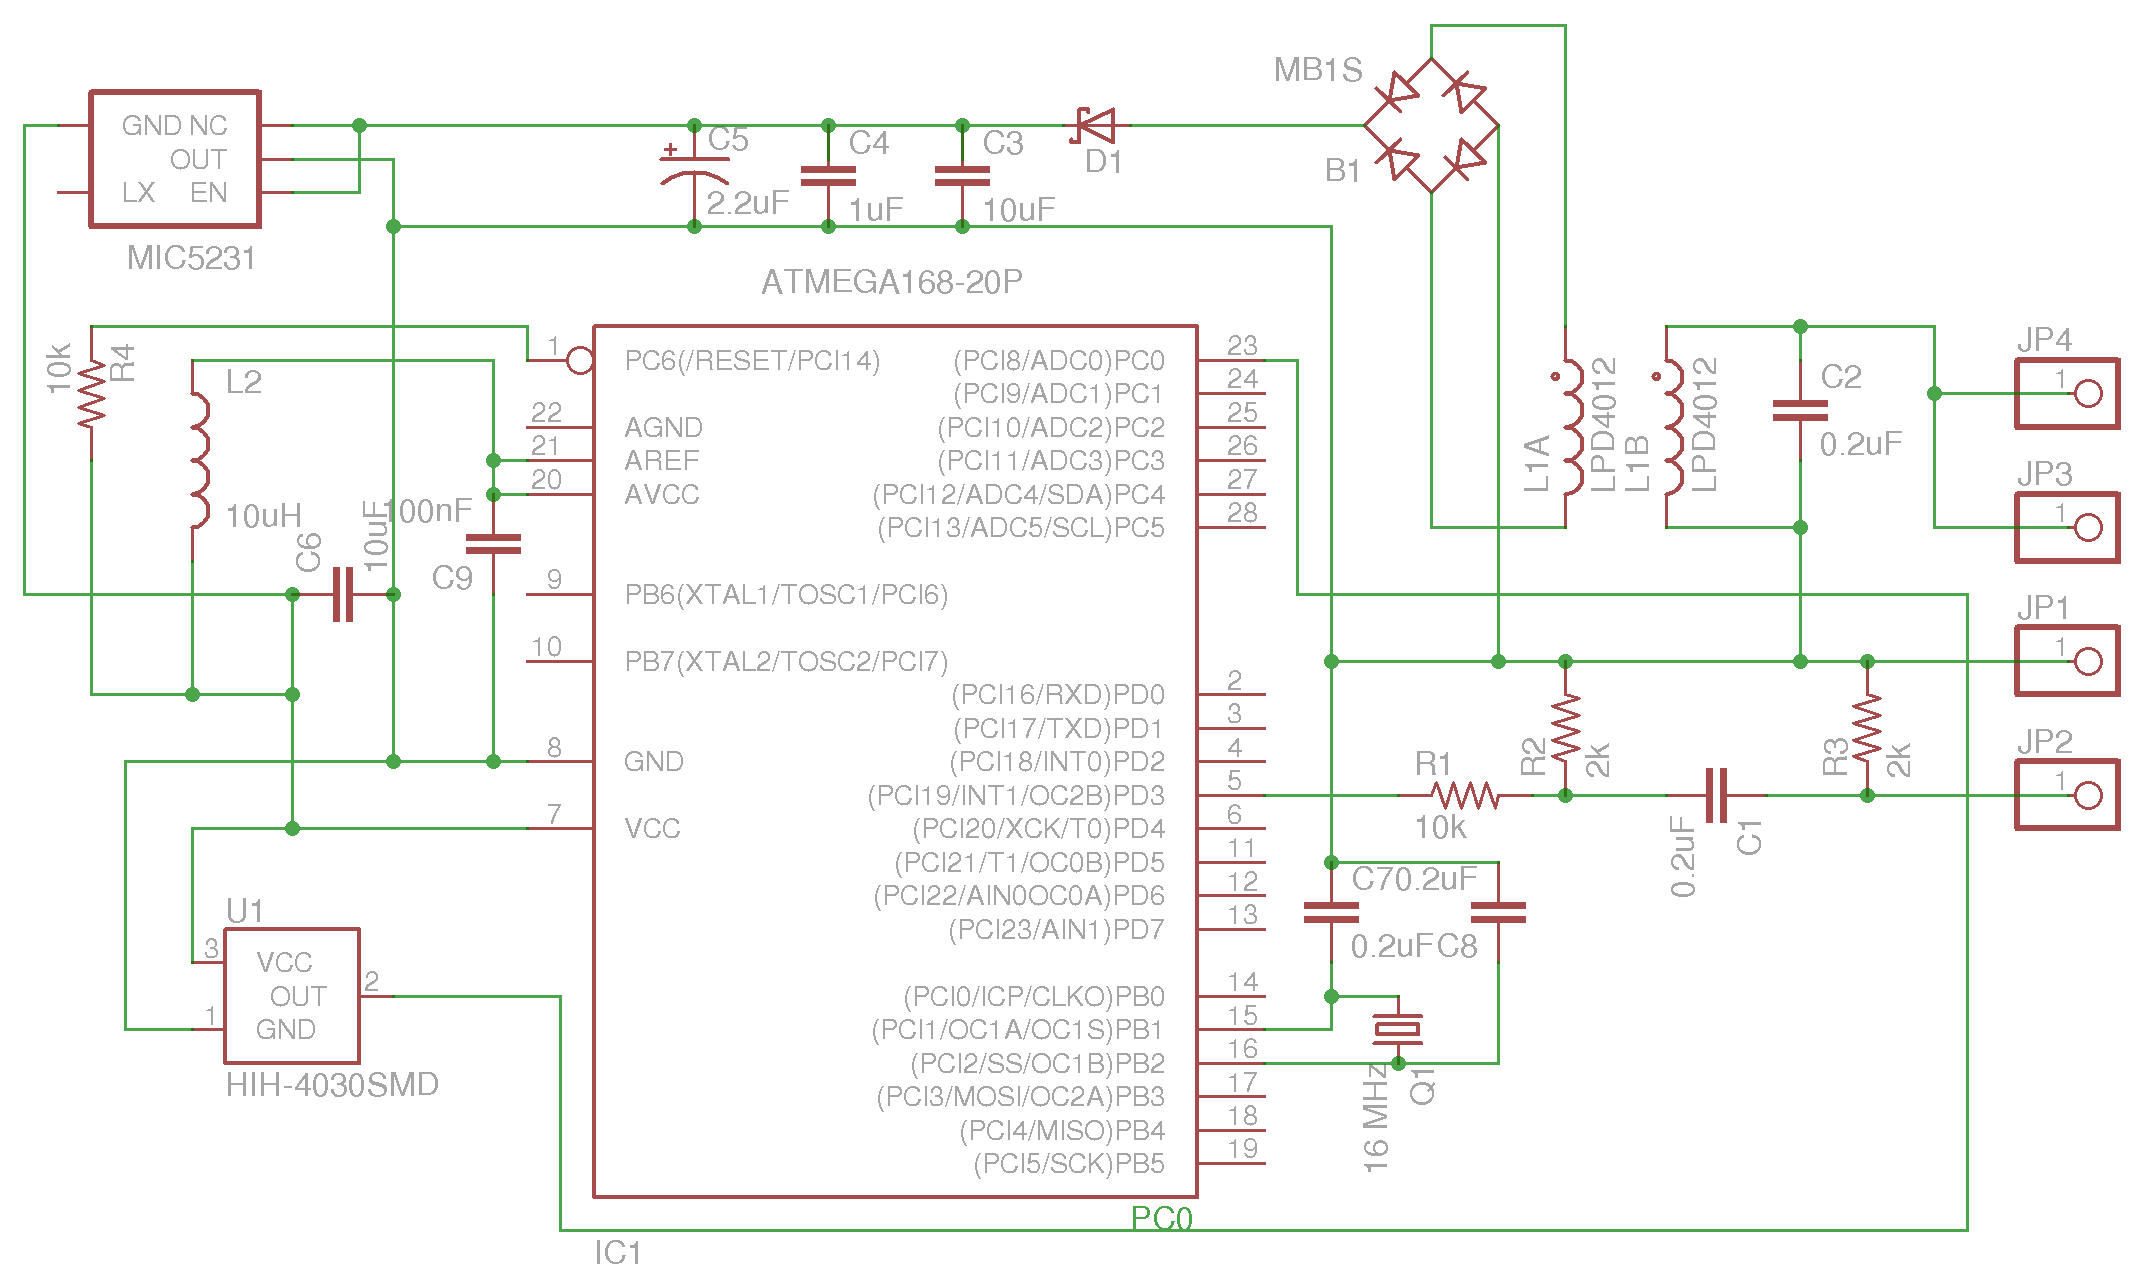 MB1S
B1
GND NC
OUT
LX EN
MIC5231
C5
2.2uF
C4
1uF
C3
10uF
D1
ATMEGA168-20P
10k
R4
L2
10uH
C6
10uF
100nF
C9
1
22
21
20
9
10
8
7
PC6(/RESET/PCI14)
AGND
AREF
AVCC
PB6(XTAL1/TOSC1/PCI6)
PB7(XTAL2/TOSC2/PCI7)
GND
VCC
(PCI8/ADC0)PC0
(PCI9/ADC1)PC1
(PCI10/ADC2)PC2
(PCI11/ADC3)PC3
(PCI12/ADC4/SDA)PC4
(PCI13/ADC5/SCL)PC5
(PCI16/RXD)PD0
(PCI17/TXD)PD1
(PCI18/INT0)PD2
(PCI19/INT1/OC2B)PD3
(PCI20/XCK/T0)PD4
(PCI21/T1/OC0B)PD5
(PCI22/AIN0OC0A)PD6
(PCI23/AIN1)PD7
(PCI0/ICP/CLKO)PB0
(PCI1/OC1A/OC1S)PB1
(PCI2/SS/OC1B)PB2
(PCI3/MOSI/OC2A)PB3
(PCI4/MISO)PB4
(PCI5/SCK)PB5
23
24
25
26
27
28
2
3
4
5
6
11
12
13
14
15
16
17
18
19
L1A
LPD4012
L1B
LPD4012
C2
0.2uF
JP4
1
JP3
1
JP1
1
JP2
1
R1
10k
R2
2k
R3
2k
0.2uF
C1
C70.2uF
0.2uFC8
16 MHz
Q1
U1
3
VCC
OUT
2
1
GND
HIH-4030SMD
PC0
IC1